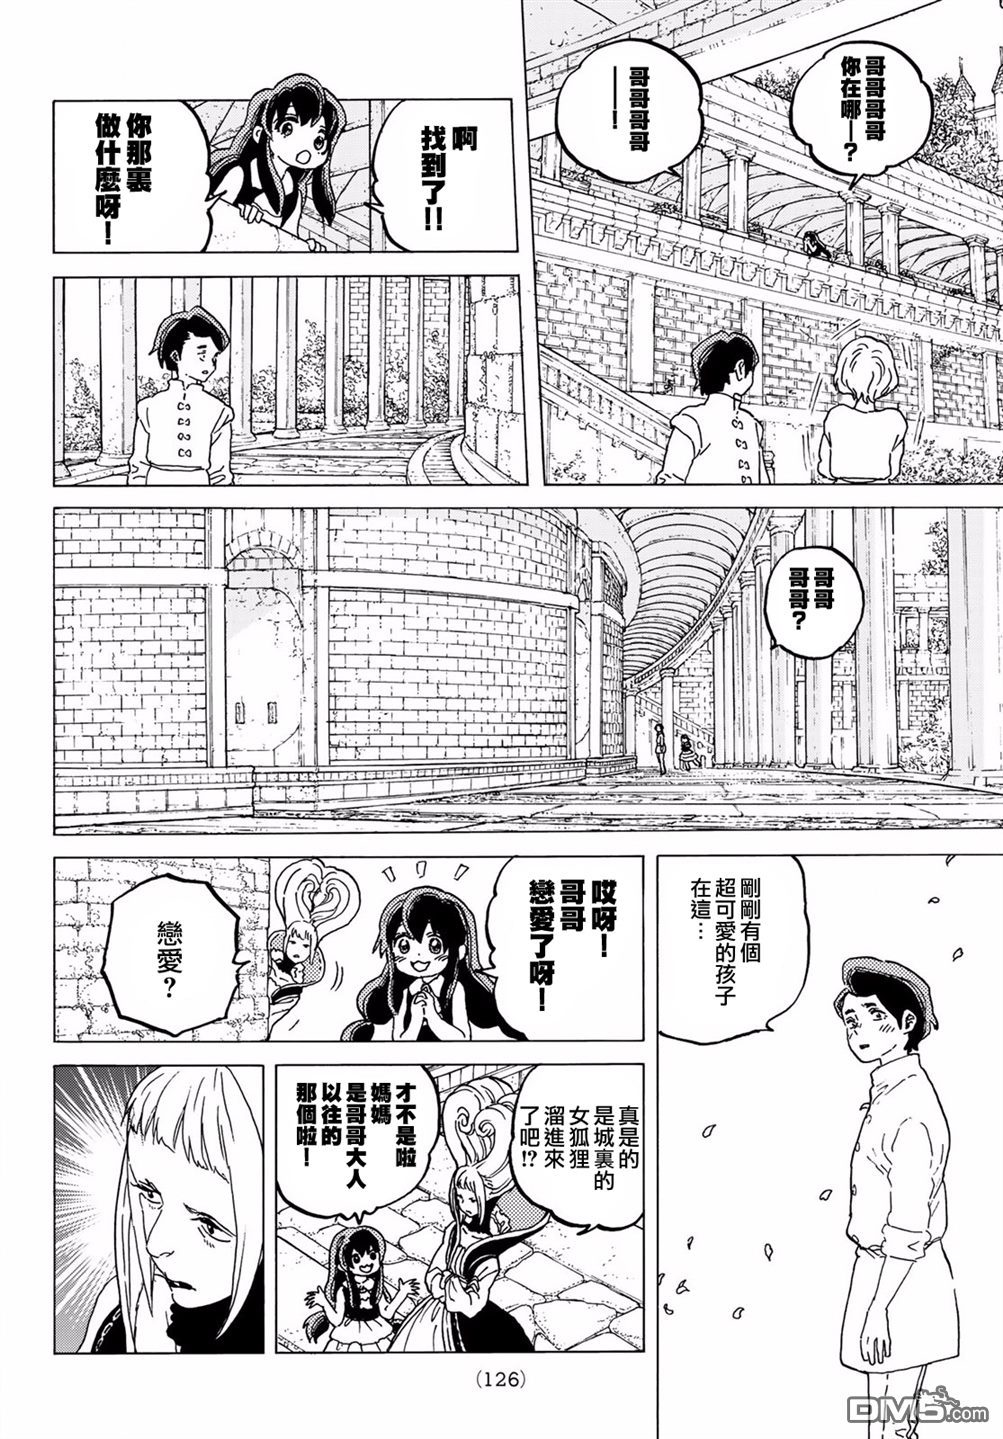 哥哥哥哥
你在哪—？
哥哥哥哥
——！
啊
找到了!!
你那裏
做什麼呀！
哥哥
哥哥？
剛剛有個
超可愛的孩子
在這…
哎呀！
哥哥
戀愛了呀！
戀愛？
真是的
是城裏的
女狐狸
溜進來
了吧!?
才不是啦
媽媽
是哥哥大人
以往的
那個啦！
(126)
DM5.com